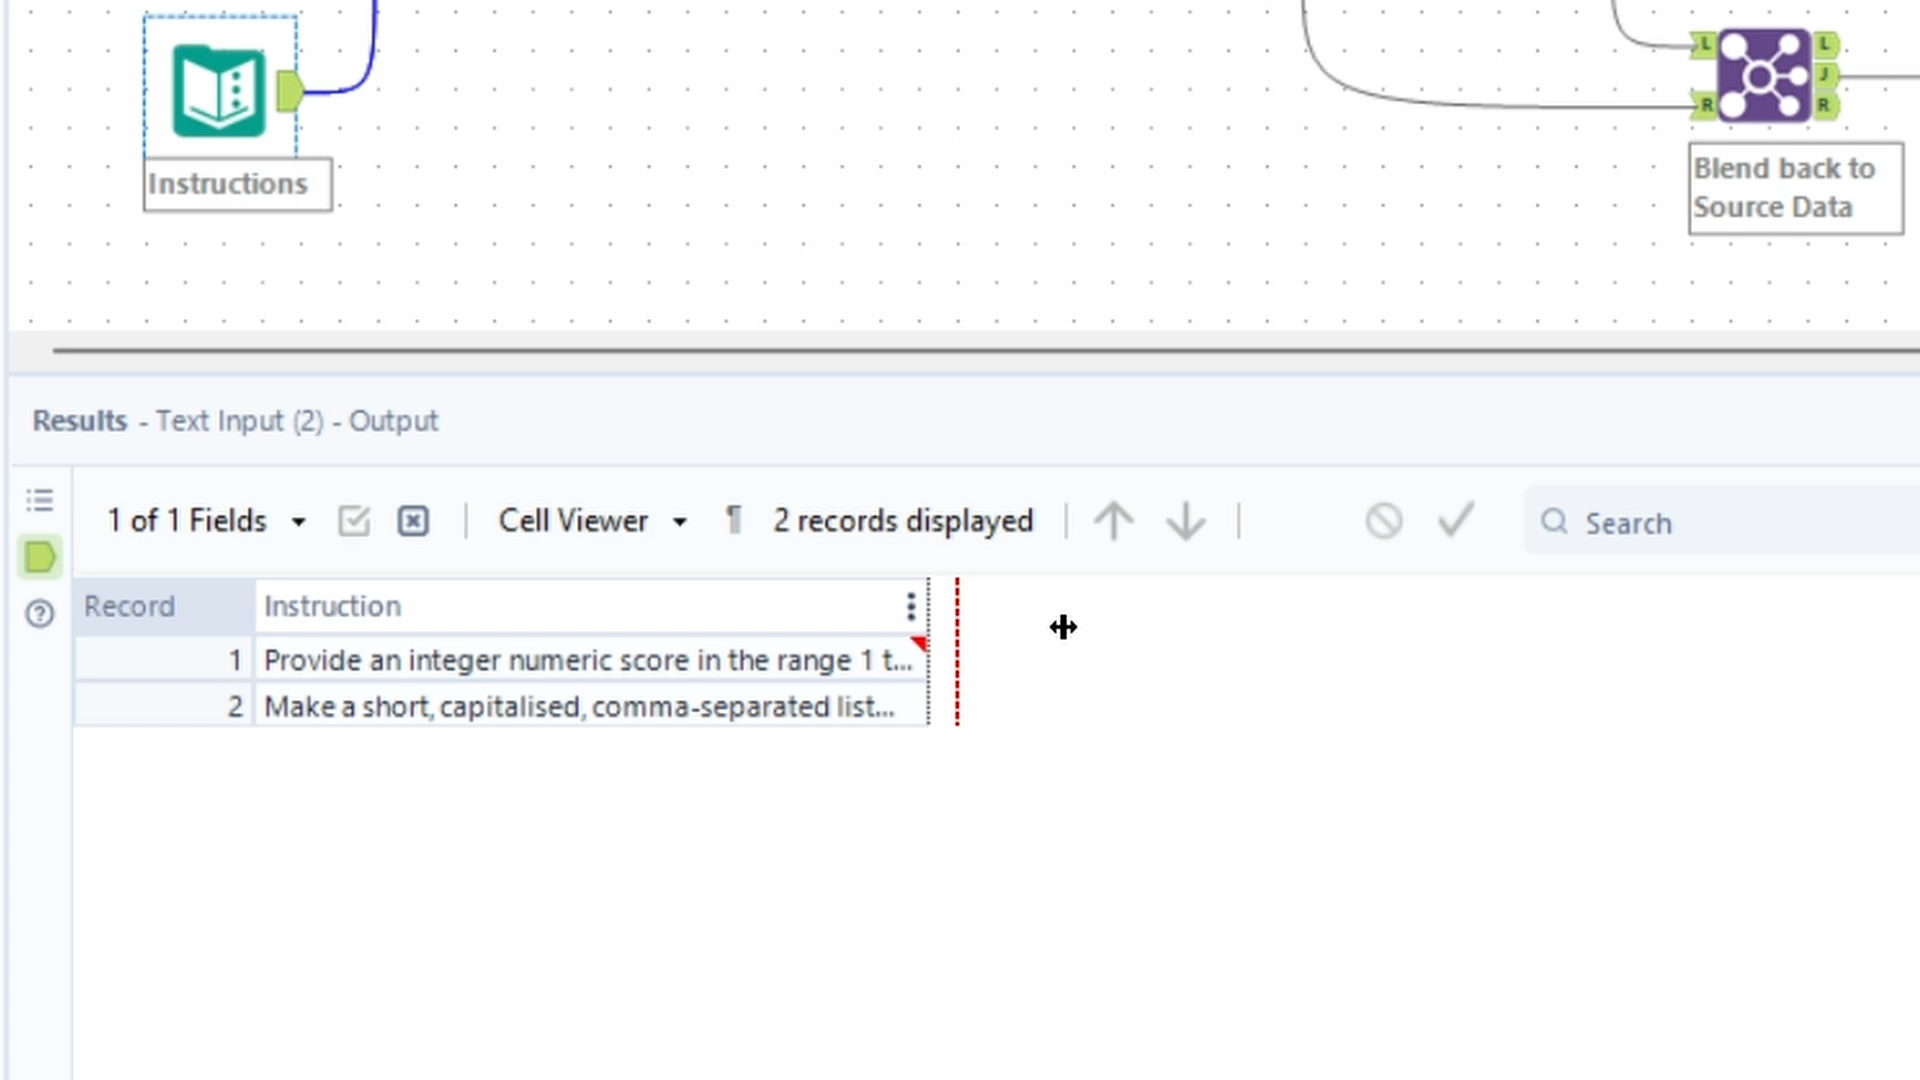 L
L
J
R
R
Instructions
Blend back to
Source Data
Results - Text Input (2) - Output
1 of 1 Fields
Cell Viewer
¶
2 records displayed
Search
Record
Instruction
1
Provide an integer numeric score in the range 1 t...
2
Make a short, capitalised, comma-separated list...